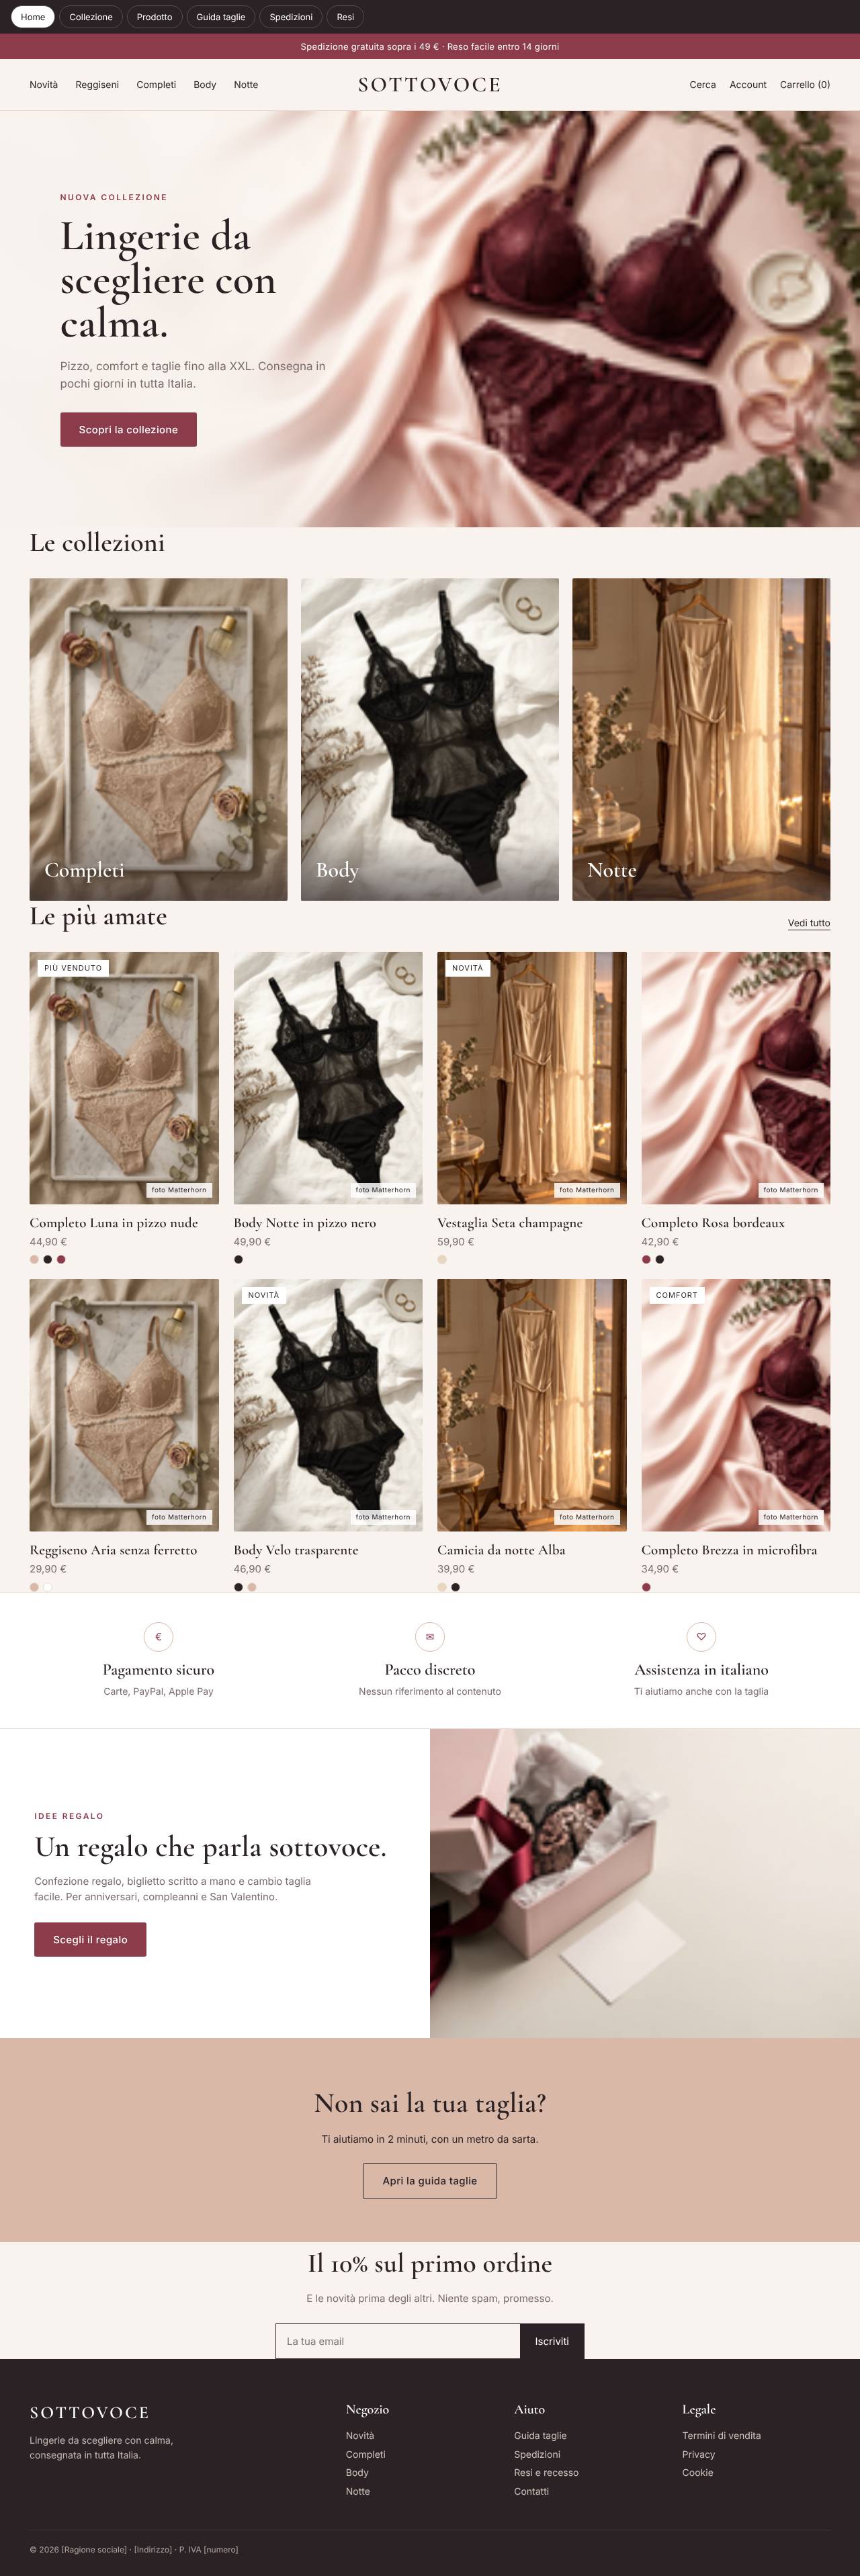 Home Collezione Prodotto Guida taglie Spedizioni Resi
Spedizione gratuita sopra i 49 € · Reso facile entro 14 giorni
Novità Reggiseni Completi Body Notte SOTTOVOCE Cerca Account Carrello (0)
NUOVA COLLEZIONE
Lingerie da
scegliere con
calma.
Pizzo, comfort e taglie fino alla XXL. Consegna in
pochi giorni in tutta Italia.
Scopri la collezione
Le collezioni
Completi Body Notte
Le più amate Vedi tutto
PIÙ VENDUTO NOVITÀ
foto Matterhorn foto Matterhorn foto Matterhorn foto Matterhorn
Completo Luna in pizzo nude Body Notte in pizzo nero Vestaglia Seta champagne Completo Rosa bordeaux
44,90 € 49,90 € 59,90 € 42,90 €
NOVITÀ COMFORT
foto Matterhorn foto Matterhorn foto Matterhorn foto Matterhorn
Reggiseno Aria senza ferretto Body Velo trasparente Camicia da notte Alba Completo Brezza in microfibra
29,90 € 46,90 € 39,90 € 34,90 €
€ ✉ ♡
Pagamento sicuro Pacco discreto Assistenza in italiano
Carte, PayPal, Apple Pay Nessun riferimento al contenuto Ti aiutiamo anche con la taglia
IDEE REGALO
Un regalo che parla sottovoce.
Confezione regalo, biglietto scritto a mano e cambio taglia
facile. Per anniversari, compleanni e San Valentino.
Scegli il regalo
Non sai la tua taglia?
Ti aiutiamo in 2 minuti, con un metro da sarta.
Apri la guida taglie
Il 10% sul primo ordine
E le novità prima degli altri. Niente spam, promesso.
La tua email Iscriviti
SOTTOVOCE Negozio Aiuto Legale
Lingerie da scegliere con calma,
consegnata in tutta Italia.
Novità Guida taglie Termini di vendita
Completi Spedizioni Privacy
Body Resi e recesso Cookie
Notte Contatti
© 2026 [Ragione sociale] · [Indirizzo] · P. IVA [numero]